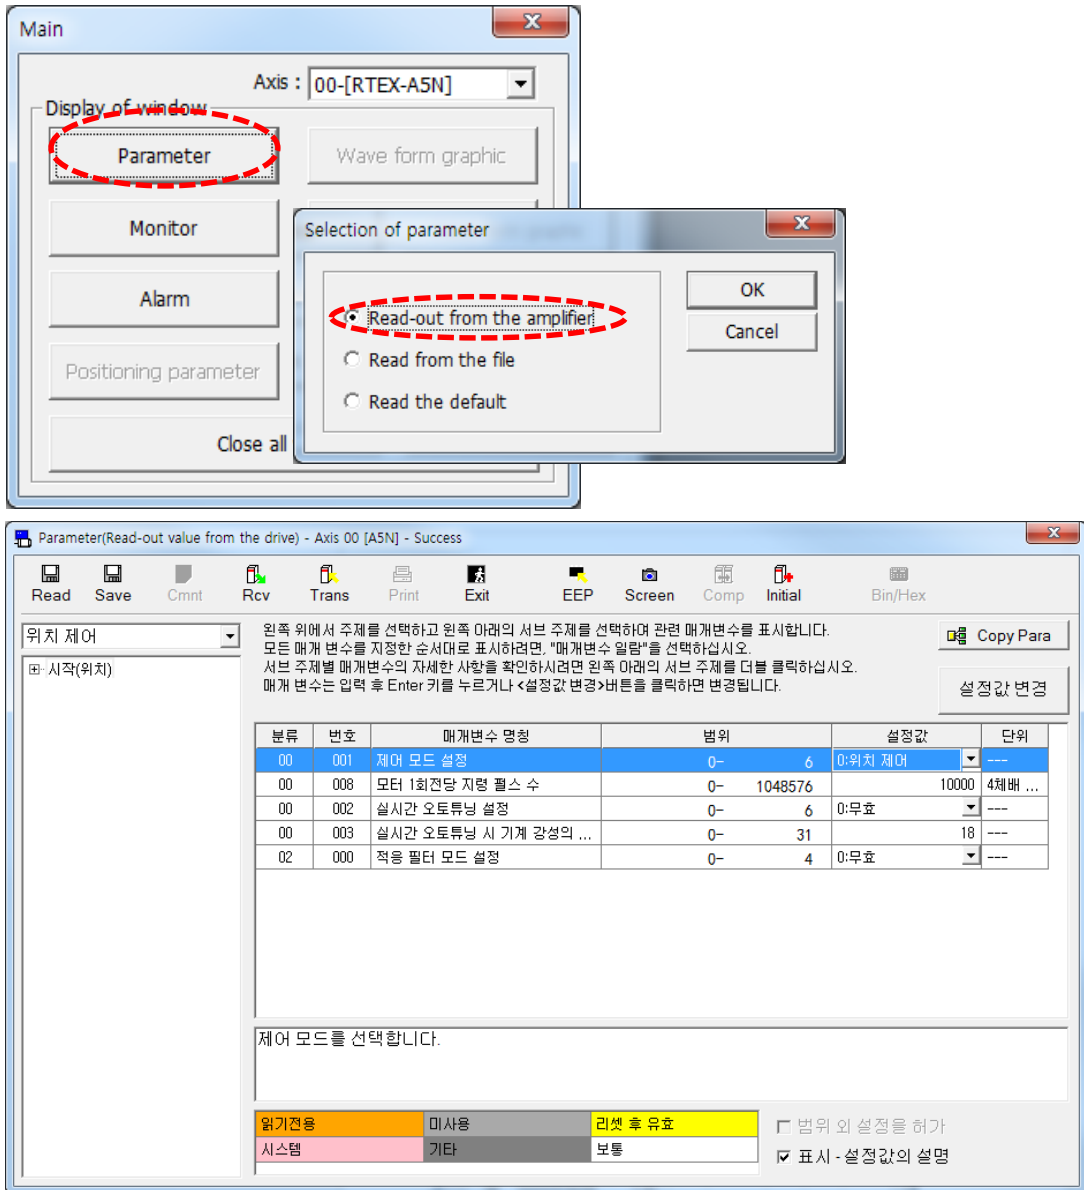 Main
Axis : 00-[RTEX-A5N]
Display of window
Parameter
Wave form graphic
Monitor
Alarm
Positioning parameter
Close all
Selection of parameter
Read-out from the amplifier
Read from the file
Read the default
OK
Cancel
Parameter(Read-out value from the drive) - Axis 00 [A5N] - Success
Read Save Cmnt Rcv Trans Print Exit EEP Screen Comp Initial Bin/Hex
위치 제어
시작(위치)
왼쪽 위에서 주제를 선택하고 왼쪽 아래의 서브 주제를 선택하며 관련 매개변수를 표시합니다.
모든 매개 변수를 지정한 순서대로 표시하려면, "매개변수 일람"을 선택하십시오.
서브 주제별 매개변수의 자세한 사항을 확인하시려면 왼쪽 아래의 서브 주제를 더블 클릭하십시오.
매개 변수는 입력 후 Enter 키를 누르거나 <설정값 변경>버튼을 클릭하면 변경됩니다.
Copy Para
설정값 변경
분류 번호 매개변수 명칭 범위 설정값 단위
00 001 제어 모드 설정 0- 6 0:위치 제어 ---
00 008 모터 1회전당 지령 펄스 수 0- 1048576 10000 4체배 ...
00 002 실시간 오토튜닝 설정 0- 6 0:무효 ---
00 003 실시간 오토튜닝 시 기계 강성의 ... 0- 31 18 ---
02 000 적응 필터 모드 설정 0- 4 0:무효 ---
제어 모드를 선택합니다.
읽기전용 미사용 리셋 후 유효
시스템 기타 보통
범위 외 설정을 허가
표시 - 설정값의 설명